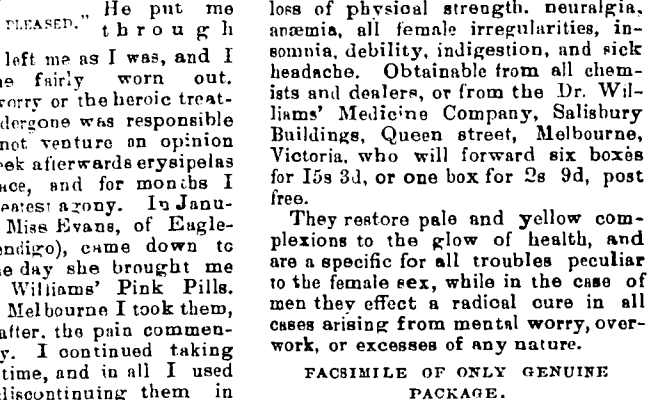 He put me
PLEASED." through
left me as I was, and I
fairly worn out.
worry or the heroic treat-
dergone was responsible
not venture an opinion
eek afterwards erysipelas
ace, and for months I
eatest agony. In Janu-
Miss Evans, of Eagle-
endigo), came down to
e day she brought me
Williams' Pink Pills.
Melbourne I took them,
after, the pain commen-
y. I continued taking
time, and in all I used
discontinuing them in
loss of physical strength, neuralgia,
anæmia, all female irregularities, in-
somnia, debility, indigestion, and sick
headache. Obtainable from all chem-
ists and dealers, or from the Dr. Wil-
liams' Medicine Company, Salisbury
Buildings, Queen street, Melbourne,
Victoria, who will forward six boxes
for 15s 3d, or one box for 2s 9d, post
free.
They restore pale and yellow com-
plexions to the glow of health, and
are a specific for all troubles peculiar
to the female sex, while in the case of
men they effect a radical cure in all
cases arising from mental worry, over-
work, or excesses of any nature.
FACSIMILE OF ONLY GENUINE
PACKAGE.